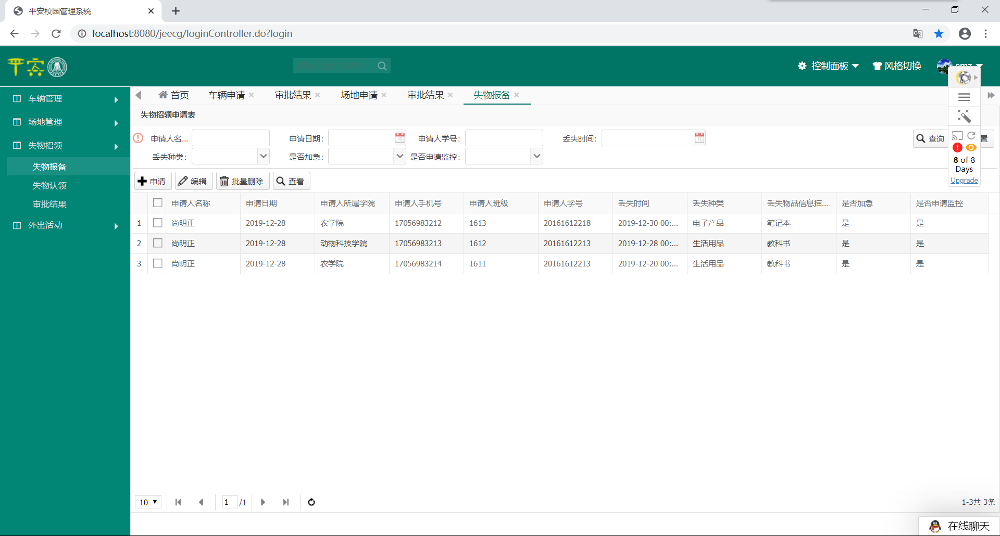 平安校园管理系统
localhost:8080/jeecg/loginController.do?login
平安
控制面板 风格切换 smz
首页 车辆申请 审批结果 场地申请 审批结果 失物报备
车辆管理
场地管理
失物招领
失物报备
失物认领
审批结果
外出活动
失物招领申请表
申请人名... 申请日期: 申请人学号: 丢失时间: 查询 置
丢失种类: 是否加急: 是否申请监控:
8 of 8
Days
Upgrade
申请 编辑 批量删除 查看
申请人名称 申请日期 申请人所属学院 申请人手机号 申请人班级 申请人学号 丢失时间 丢失种类 丢失物品信息描... 是否加急 是否申请监控
1 尚明正 2019-12-28 农学院 17056983212 1613 20161612218 2019-12-30 00:... 电子产品 笔记本 是 是
2 尚明正 2019-12-28 动物科技学院 17056983213 1612 20161612213 2019-12-28 00:... 生活用品 教科书 是 是
3 尚明正 2019-12-28 农学院 17056983214 1611 20161612213 2019-12-20 00:... 生活用品 教科书 是 是
10 1 /1 1-3共 3条
在线聊天